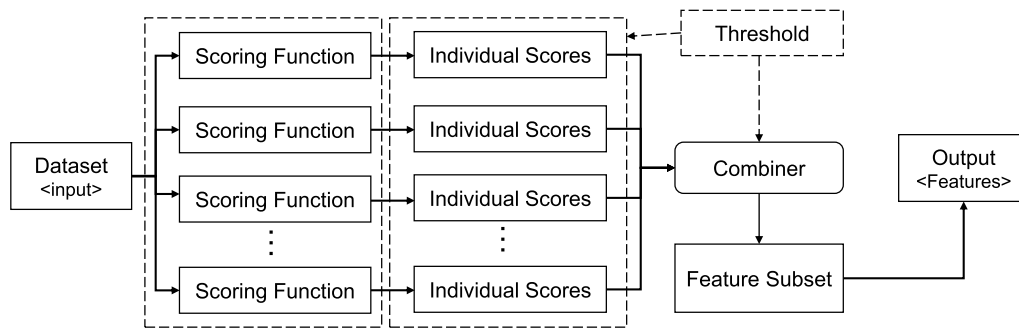 Scoring Function
Individual Scores
Threshold
Scoring Function
Individual Scores
Dataset
<input>
Combiner
Output
<Features>
Scoring Function
Individual Scores
Scoring Function
Individual Scores
Feature Subset